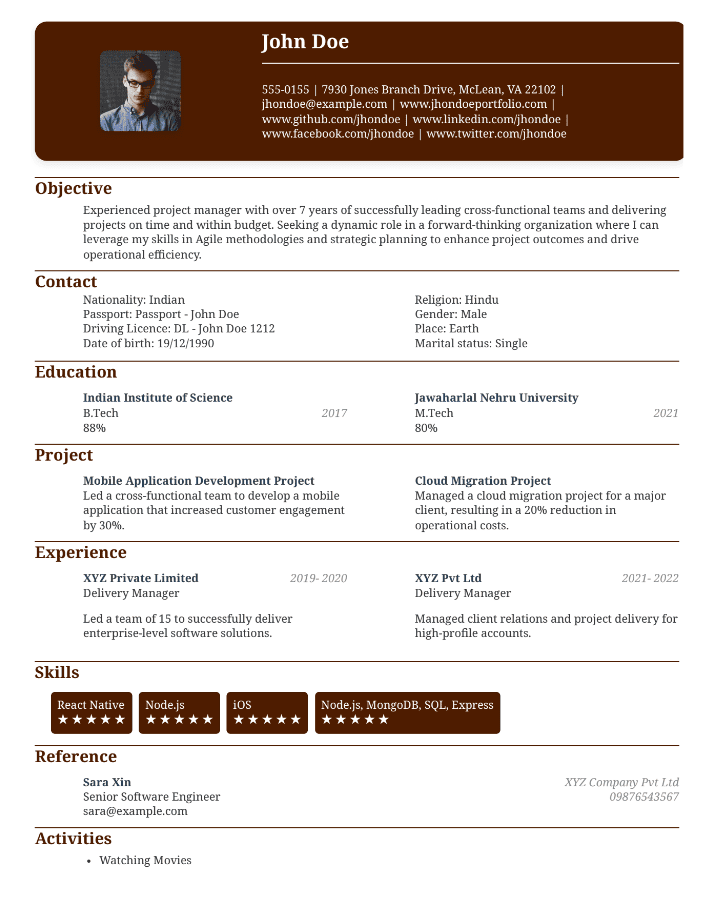 John Doe
555-0155 | 7930 Jones Branch Drive, McLean, VA 22102 |
jhondoe@example.com | www.jhondoeportfolio.com |
www.github.com/jhondoe | www.linkedin.com/jhondoe |
www.facebook.com/jhondoe | www.twitter.com/jhondoe
Objective
Experienced project manager with over 7 years of successfully leading cross-functional teams and delivering
projects on time and within budget. Seeking a dynamic role in a forward-thinking organization where I can
leverage my skills in Agile methodologies and strategic planning to enhance project outcomes and drive
operational efficiency.
Contact
Nationality: Indian
Passport: Passport - John Doe
Driving Licence: DL - John Doe 1212
Date of birth: 19/12/1990
Religion: Hindu
Gender: Male
Place: Earth
Marital status: Single
Education
Indian Institute of Science
B.Tech 2017
88%
Jawaharlal Nehru University
M.Tech 2021
80%
Project
Mobile Application Development Project
Led a cross-functional team to develop a mobile
application that increased customer engagement
by 30%.
Cloud Migration Project
Managed a cloud migration project for a major
client, resulting in a 20% reduction in
operational costs.
Experience
XYZ Private Limited 2019- 2020
Delivery Manager
Led a team of 15 to successfully deliver
enterprise-level software solutions.
XYZ Pvt Ltd 2021- 2022
Delivery Manager
Managed client relations and project delivery for
high-profile accounts.
Skills
React Native
★★★★★
Node.js
★★★★★
iOS
★★★★★
Node.js, MongoDB, SQL, Express
★★★★★
Reference
Sara Xin XYZ Company Pvt Ltd
Senior Software Engineer 09876543567
sara@example.com
Activities
• Watching Movies